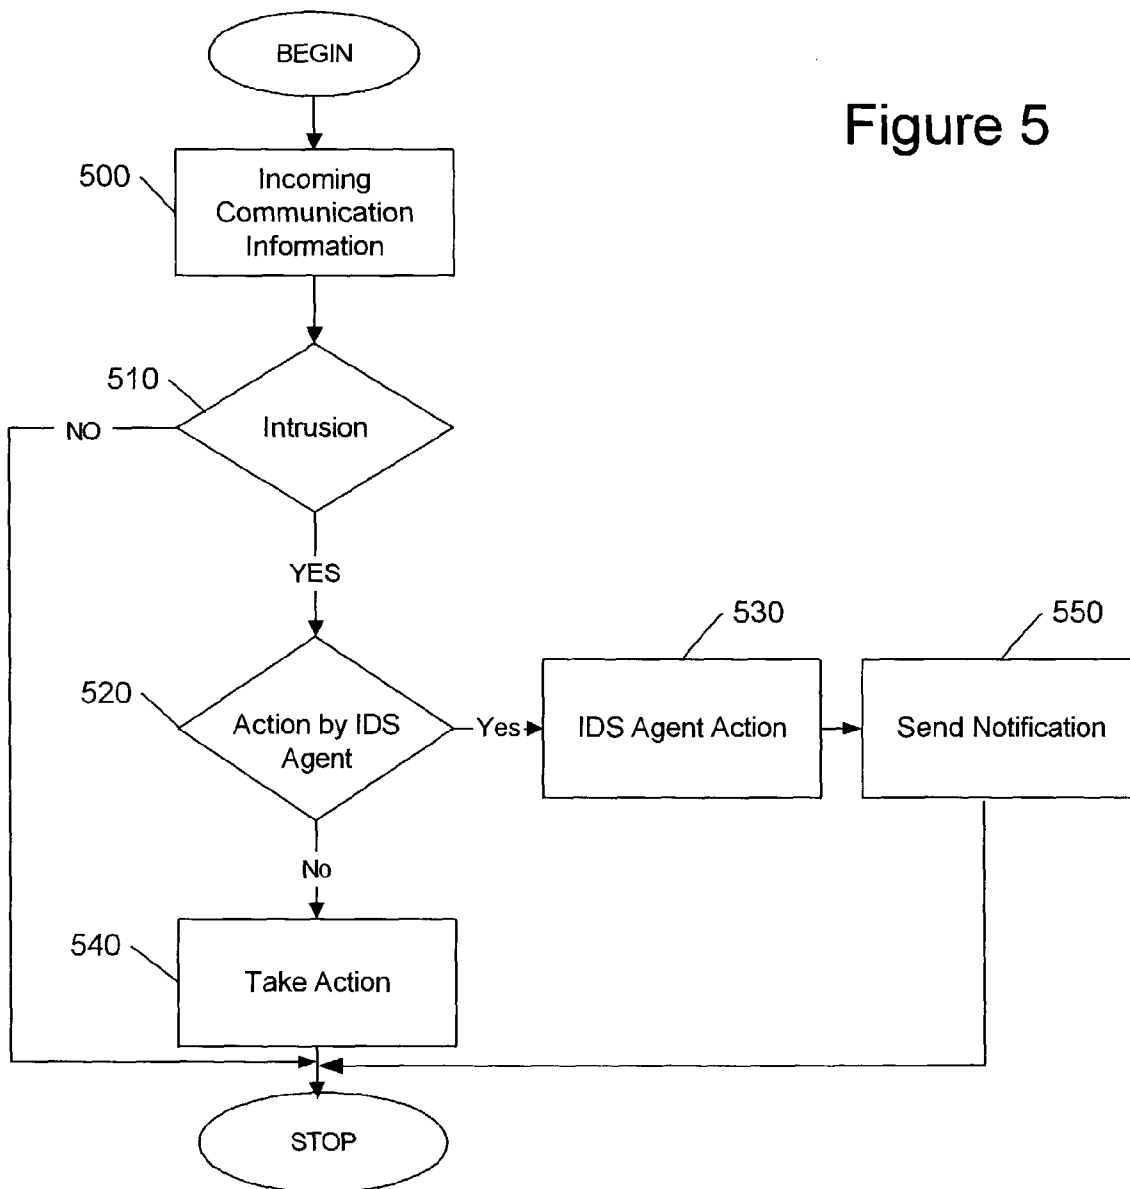 BEGIN
Figure 5
500
Incoming
Communication
Information
510
Intrusion
NO
YES
520
Action by IDS
Agent
Yes
530
IDS Agent Action
550
Send Notification
No
540
Take Action
STOP